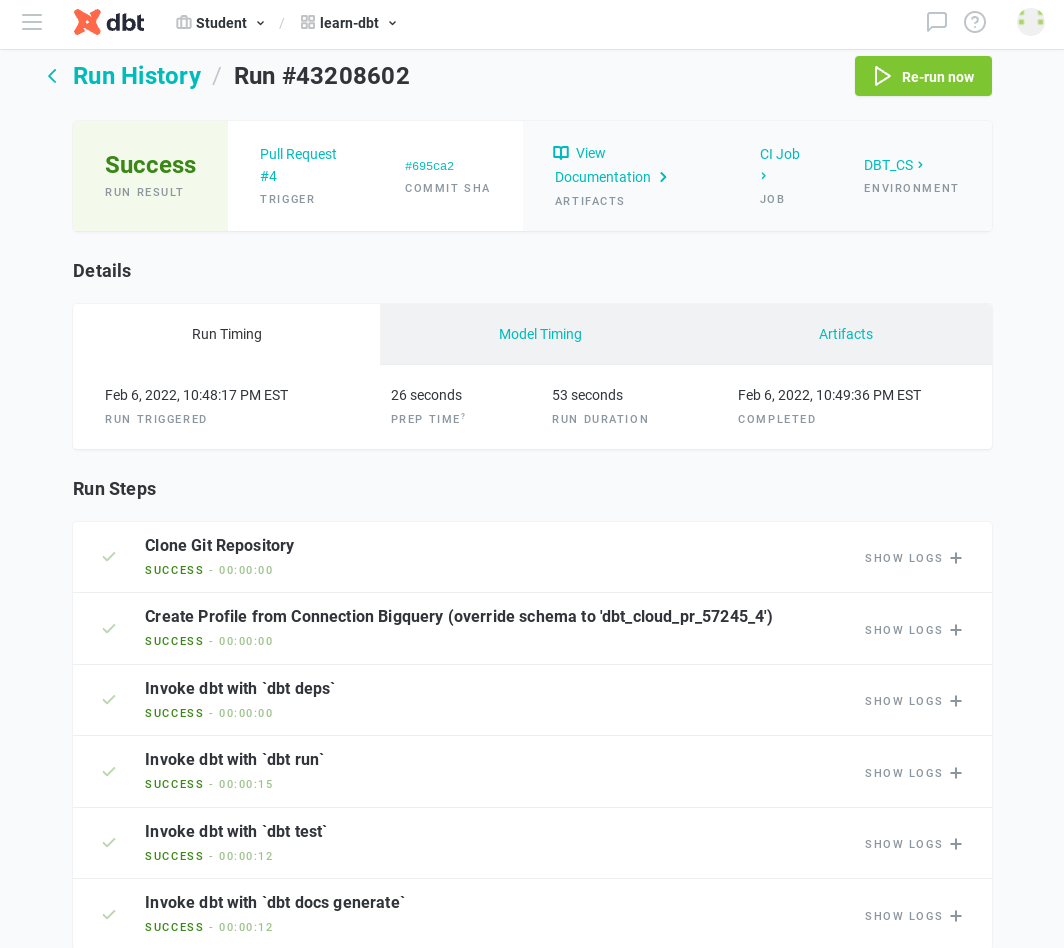 dbt Student / learn-dbt
Run History / Run #43208602 Re-run now
Success
RUN RESULT
Pull Request
#4
TRIGGER
#695ca2
COMMIT SHA
View
Documentation
ARTIFACTS
CI Job
JOB
DBT_CS
ENVIRONMENT
Details
Run Timing Model Timing Artifacts
Feb 6, 2022, 10:48:17 PM EST 26 seconds 53 seconds Feb 6, 2022, 10:49:36 PM EST
RUN TRIGGERED PREP TIME? RUN DURATION COMPLETED
Run Steps
Clone Git Repository
SUCCESS - 00:00:00
SHOW LOGS
Create Profile from Connection Bigquery (override schema to 'dbt_cloud_pr_57245_4')
SUCCESS - 00:00:00
SHOW LOGS
Invoke dbt with `dbt deps`
SUCCESS - 00:00:00
SHOW LOGS
Invoke dbt with `dbt run`
SUCCESS - 00:00:15
SHOW LOGS
Invoke dbt with `dbt test`
SUCCESS - 00:00:12
SHOW LOGS
Invoke dbt with `dbt docs generate`
SUCCESS - 00:00:12
SHOW LOGS